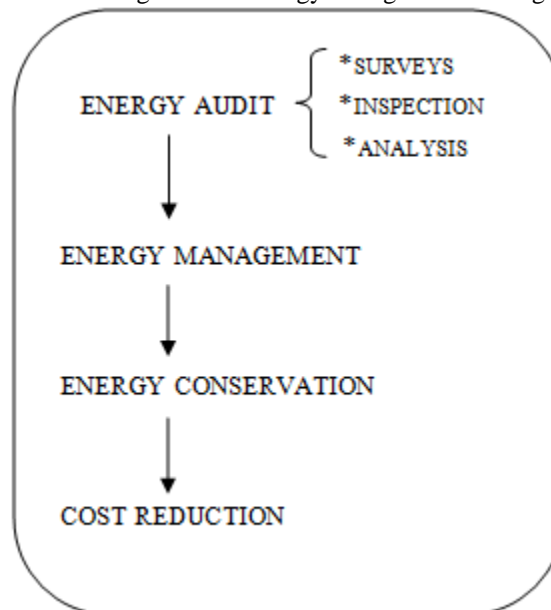 *SURVEYS
ENERGY AUDIT
*INSPECTION
*ANALYSIS
ENERGY MANAGEMENT
ENERGY CONSERVATION
COST REDUCTION